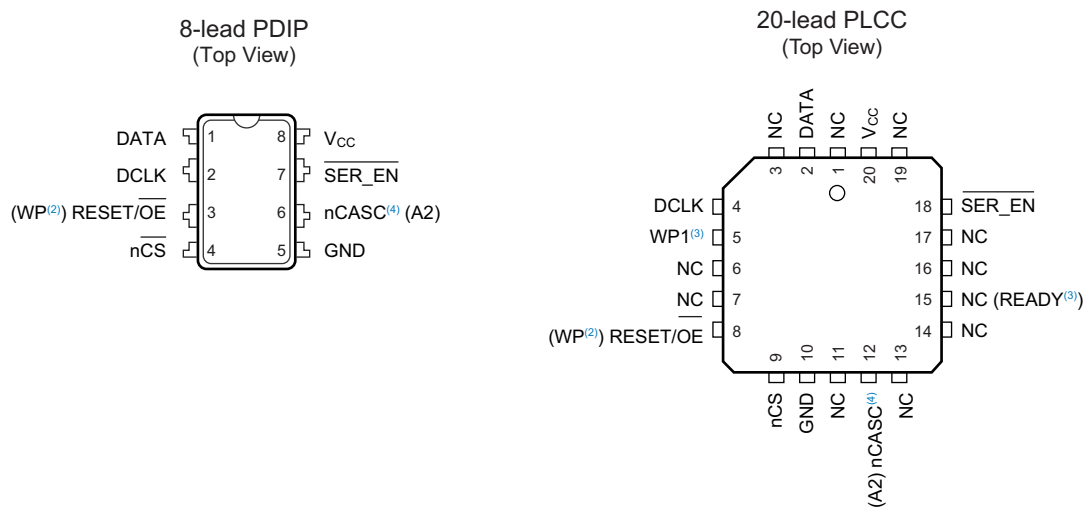 8-lead PDIP
(Top View)
DATA 1 8 VCC
DCLK 2 7 SER_EN
(WP(2)) RESET/OE 3 6 nCASC(4) (A2)
nCS 4 5 GND
20-lead PLCC
(Top View)
NC DATA NC VCC NC
3 2 1 20 19
DCLK 4 18 SER_EN
WP1(3) 5 17 NC
NC 6 16 NC
NC 7 15 NC (READY(3))
(WP(2)) RESET/OE 8 14 NC
9 10 11 12 13
nCS GND NC (A2) nCASC(4) NC